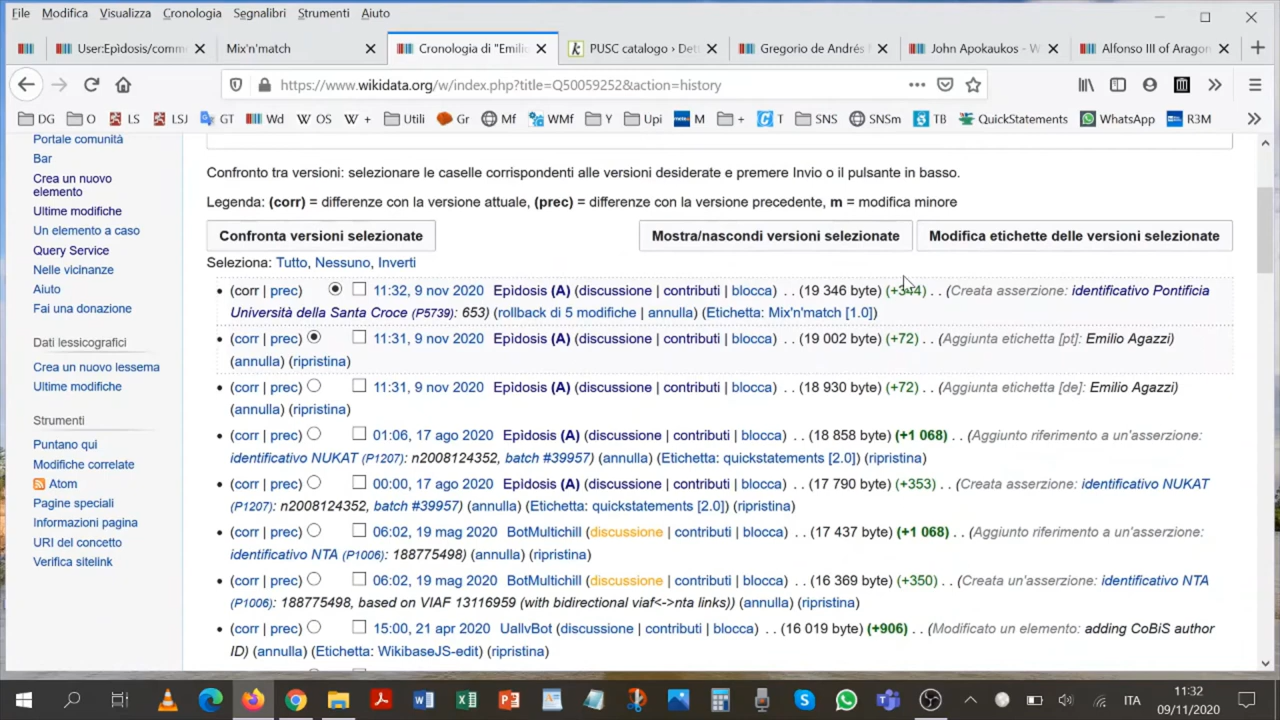 File Modifica Visualizza Cronologia Segnalibri Strumenti Aiuto
User:Epìdosis/comm Mix'n'match Cronologia di "Emilio PUSC catalogo › Det Gregorio de Andrés M John Apokaukos - W Alfonso III of Aragon
https://www.wikidata.org/w/index.php?title=Q50059252&action=history
DG O LS LSJ GT Wd OS + Utili Gr Mf WMf Y Upi M + T SNS SNSm TB QuickStatements WhatsApp R3M
Portale comunità
Bar
Crea un nuovo
elemento
Ultime modifiche
Un elemento a caso
Query Service
Nelle vicinanze
Aiuto
Fai una donazione
Dati lessicografici
Crea un nuovo lessema
Ultime modifiche
Strumenti
Puntano qui
Modifiche correlate
Atom
Pagine speciali
Informazioni pagina
URI del concetto
Verifica sitelink
Confronto tra versioni: selezionare le caselle corrispondenti alle versioni desiderate e premere Invio o il pulsante in basso.
Legenda: (corr) = differenze con la versione attuale, (prec) = differenze con la versione precedente, m = modifica minore
Confronta versioni selezionate Mostra/nascondi versioni selezionate Modifica etichette delle versioni selezionate
Seleziona: Tutto, Nessuno, Inverti
(corr | prec) 11:32, 9 nov 2020 Epìdosis (A) (discussione | contributi | blocca) . . (19 346 byte) (+344) . . (Creata asserzione: identificativo Pontificia
Università della Santa Croce (P5739): 653) (rollback di 5 modifiche | annulla) (Etichetta: Mix'n'match [1.0])
(corr | prec) 11:31, 9 nov 2020 Epìdosis (A) (discussione | contributi | blocca) . . (19 002 byte) (+72) . . (Aggiunta etichetta [pt]: Emilio Agazzi)
(annulla) (ripristina)
(corr | prec) 11:31, 9 nov 2020 Epìdosis (A) (discussione | contributi | blocca) . . (18 930 byte) (+72) . . (Aggiunta etichetta [de]: Emilio Agazzi)
(annulla) (ripristina)
(corr | prec) 01:06, 17 ago 2020 Epìdosis (A) (discussione | contributi | blocca) . . (18 858 byte) (+1 068) . . (Aggiunto riferimento a un'asserzione:
identificativo NUKAT (P1207): n2008124352, batch #39957) (annulla) (Etichetta: quickstatements [2.0]) (ripristina)
(corr | prec) 00:00, 17 ago 2020 Epìdosis (A) (discussione | contributi | blocca) . . (17 790 byte) (+353) . . (Creata asserzione: identificativo NUKAT
(P1207): n2008124352, batch #39957) (annulla) (Etichetta: quickstatements [2.0]) (ripristina)
(corr | prec) 06:02, 19 mag 2020 BotMultichill (discussione | contributi | blocca) . . (17 437 byte) (+1 068) . . (Aggiunto riferimento a un'asserzione:
identificativo NTA (P1006): 188775498) (annulla) (ripristina)
(corr | prec) 06:02, 19 mag 2020 BotMultichill (discussione | contributi | blocca) . . (16 369 byte) (+350) . . (Creata un'asserzione: identificativo NTA
(P1006): 188775498, based on VIAF 13116959 (with bidirectional viaf<->nta links)) (annulla) (ripristina)
(corr | prec) 15:00, 21 apr 2020 UallvBot (discussione | contributi | blocca) . . (16 019 byte) (+906) . . (Modificato un elemento: adding CoBiS author
ID) (annulla) (Etichetta: WikibaseJS-edit) (ripristina)
ITA 11:32
09/11/2020